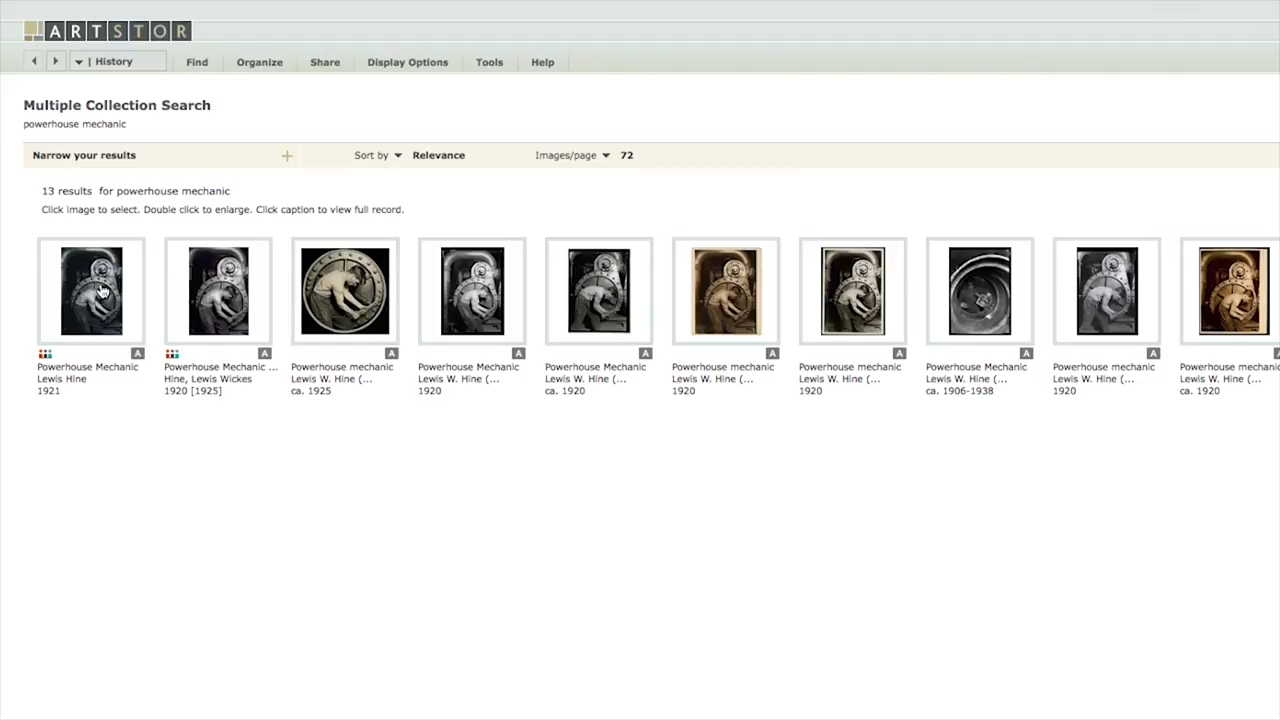 ARTSTOR
| History
Find
Organize
Share
Display Options
Tools
Help
Multiple Collection Search
powerhouse mechanic
Narrow your results
Sort by
Relevance
Images/page
72
13 results for powerhouse mechanic
Click image to select. Double click to enlarge. Click caption to view full record.
A
Powerhouse Mechanic
Lewis Hine
1921
A
Powerhouse Mechanic ...
Hine, Lewis Wickes
1920 [1925]
A
Powerhouse mechanic
Lewis W. Hine (...
ca. 1925
A
Powerhouse Mechanic
Lewis W. Hine (...
1920
A
Powerhouse mechanic
Lewis W. Hine (...
ca. 1920
A
Powerhouse mechanic
Lewis W. Hine (...
1920
A
Powerhouse mechanic
Lewis W. Hine (...
1920
A
Powerhouse Mechanic
Lewis W. Hine (...
ca. 1906-1938
A
Powerhouse mechanic
Lewis W. Hine (...
1920
A
Powerhouse mechanic
Lewis W. Hine (...
ca. 1920